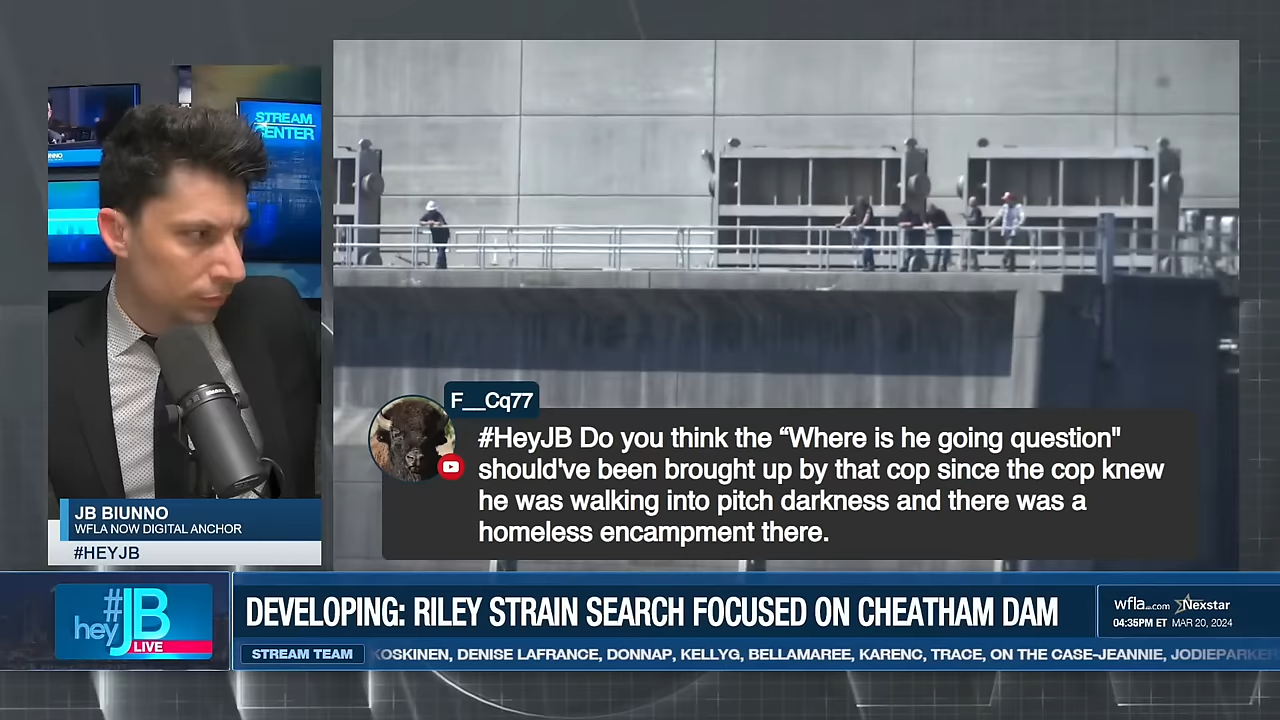 STREAM
CENTER
F__Cq77
#HeyJB Do you think the “Where is he going question"
should've been brought up by that cop since the cop knew
he was walking into pitch darkness and there was a
homeless encampment there.
JB BIUNNO
WFLA NOW DIGITAL ANCHOR
#HEYJB
#heyJB
LIVE
DEVELOPING: RILEY STRAIN SEARCH FOCUSED ON CHEATHAM DAM
wfla.com Nexstar
04:35PM ET MAR 20, 2024
STREAM TEAM KOSKINEN, DENISE LAFRANCE, DONNAP, KELLYG, BELLAMAREE, KARENC, TRACE, ON THE CASE-JEANNIE, JODIEPARKE